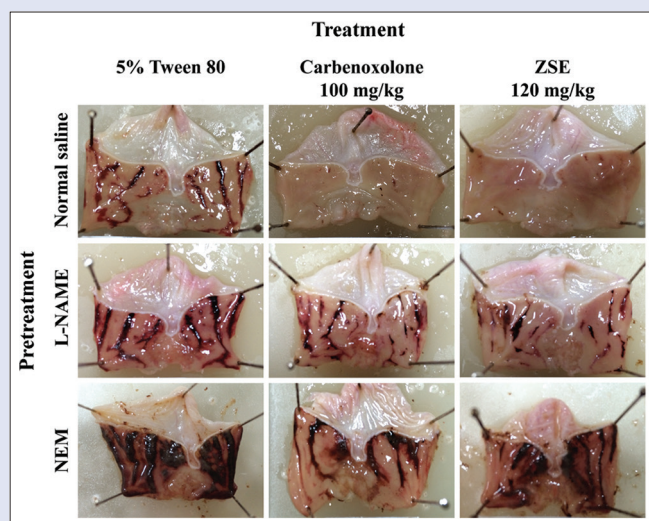 Treatment
5% Tween 80
Carbenoxolone
100 mg/kg
ZSE
120 mg/kg
Pretreatment
Normal saline
L-NAME
NEM